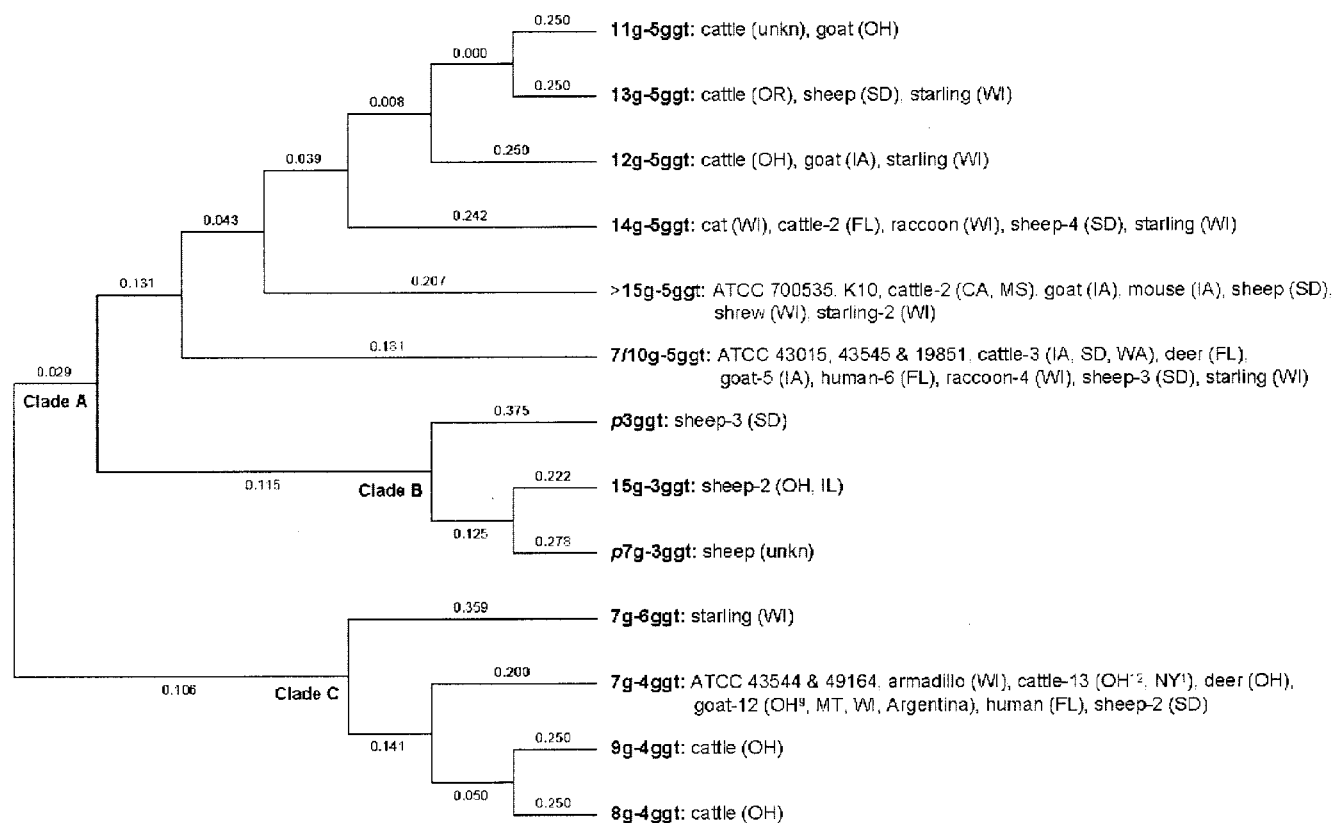 0.250
11g-5ggt: cattle (unkn), goat (OH)
0.000
0.250
13g-5ggt: cattle (OR), sheep (SD), starling (WI)
0.008
0.250
12g-5ggt: cattle (OH), goat (IA), starling (WI)
0.039
0.242
14g-5ggt: cat (WI), cattle-2 (FL), raccoon (WI), sheep-4 (SD), starling (WI)
0.043
0.207
>15g-5ggt: ATCC 700535, K10, cattle-2 (CA, MS), goat (IA), mouse (IA), sheep (SD),
shrew (WI), starling-2 (WI)
0.131
0.131
7/10g-5ggt: ATCC 43015, 43545 & 19851, cattle-3 (IA, SD, WA), deer (FL),
goat-5 (IA), human-6 (FL), raccoon-4 (WI), sheep-3 (SD), starling (WI)
0.029
Clade A
0.375
p3ggt: sheep-3 (SD)
0.115
Clade B
0.222
15g-3ggt: sheep-2 (OH, IL)
0.125
0.278
p7g-3ggt: sheep (unkn)
0.359
7g-6ggt: starling (WI)
0.106
Clade C
0.200
7g-4ggt: ATCC 43544 & 49164, armadillo (WI), cattle-13 (OH¹², NY¹), deer (OH),
goat-12 (OH⁹, MT, WI, Argentina), human (FL), sheep-2 (SD)
0.141
0.250
9g-4ggt: cattle (OH)
0.050
0.250
8g-4ggt: cattle (OH)